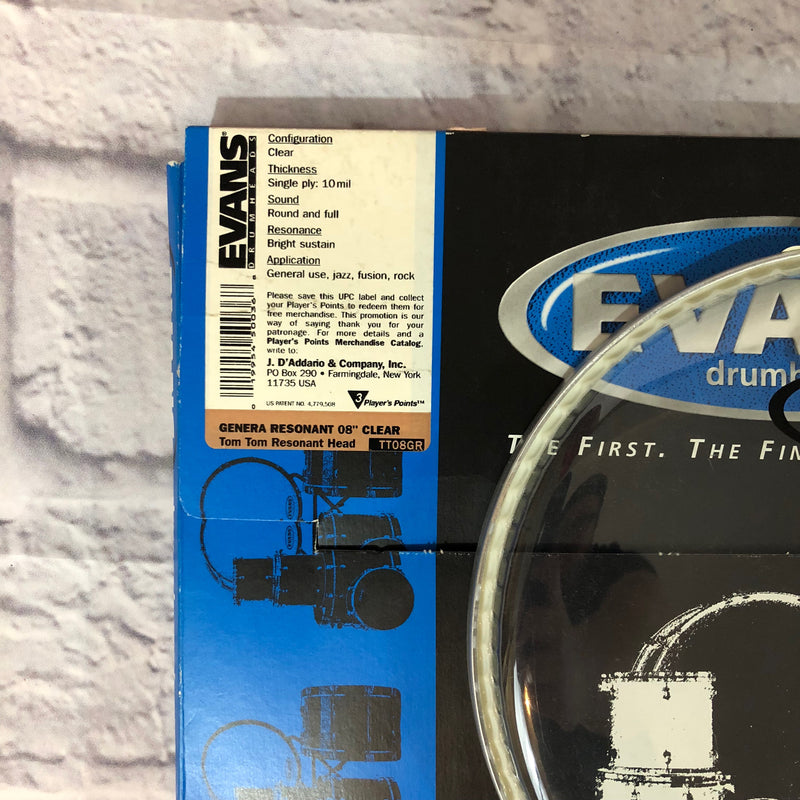 EVANS®
DRUMHEADS
Configuration
Clear
Thickness
Single ply: 10mil
Sound
Round and full
Resonance
Bright sustain
Application
General use, jazz, fusion, rock
Please save this UPC label and collect
your Player's Points to redeem them for
free merchandise. This promotion is our
way of saying thank you for your
patronage. For more details and a
Player's Points Merchandise Catalog,
write to:
J. D'Addario & Company, Inc.
PO Box 290 • Farmingdale, New York
11735 USA
US PATENT NO. 4,779,508
3 Player's Points™
GENERA RESONANT 08" CLEAR
Tom Tom Resonant Head TT08GR
EVA
drumh
THE FIRST. THE FIN